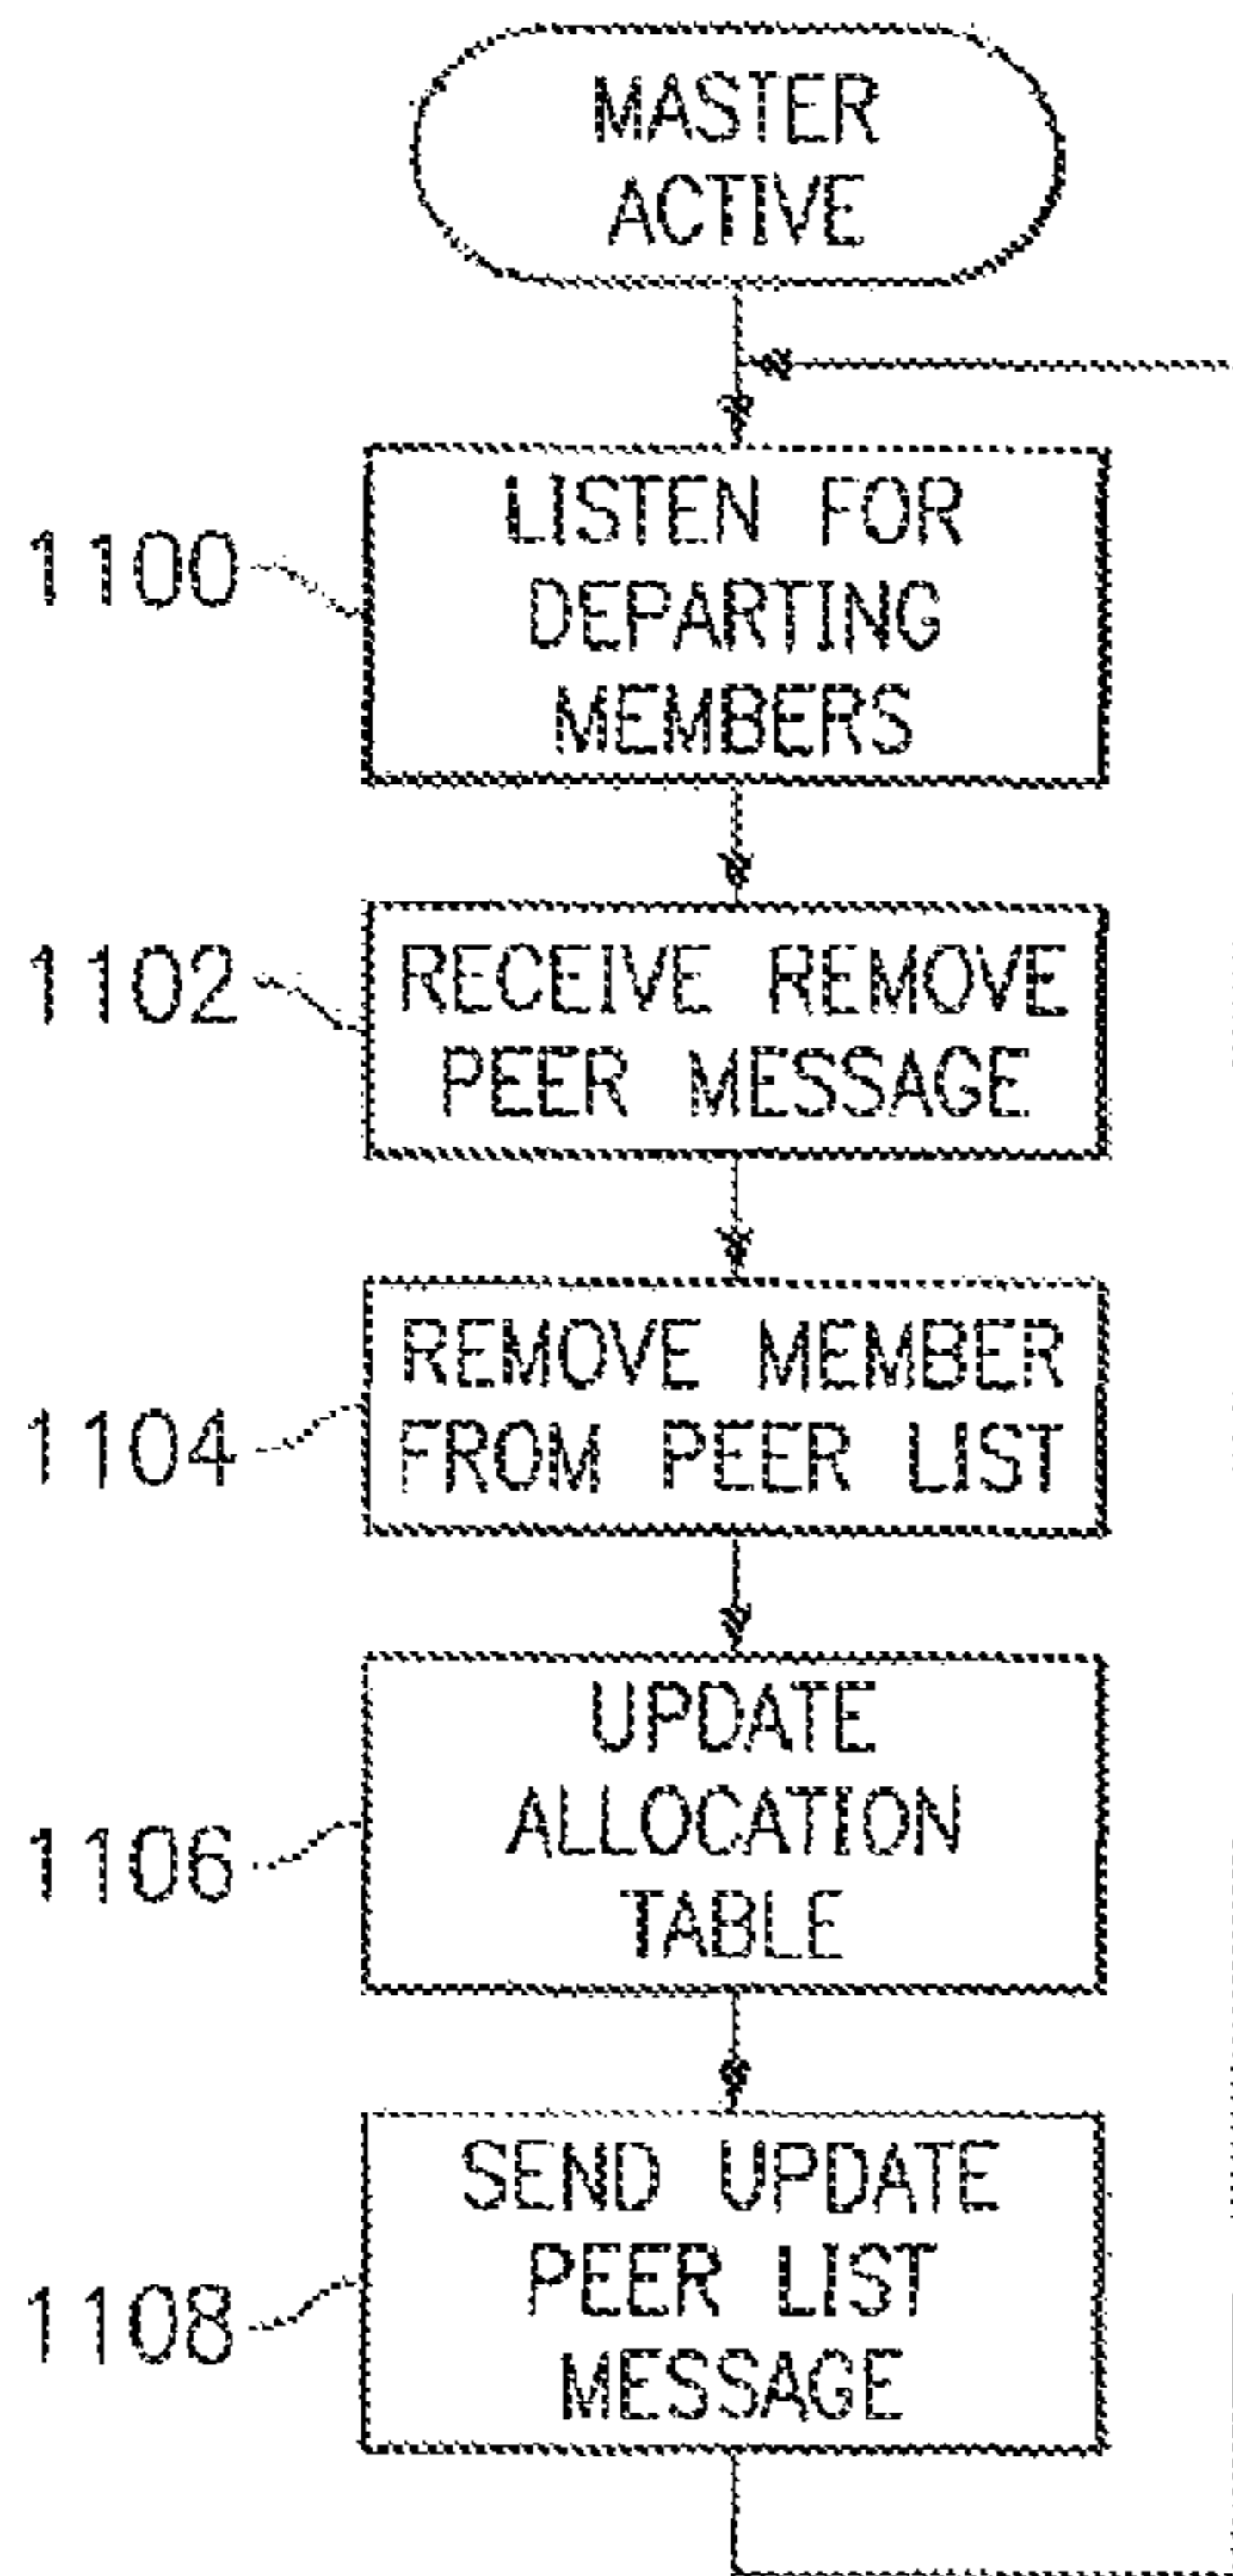 MASTER
ACTIVE
1100
LISTEN FOR
DEPARTING
MEMBERS
1102
RECEIVE REMOVE
PEER MESSAGE
1104
REMOVE MEMBER
FROM PEER LIST
1106
UPDATE
ALLOCATION
TABLE
1108
SEND UPDATE
PEER LIST
MESSAGE